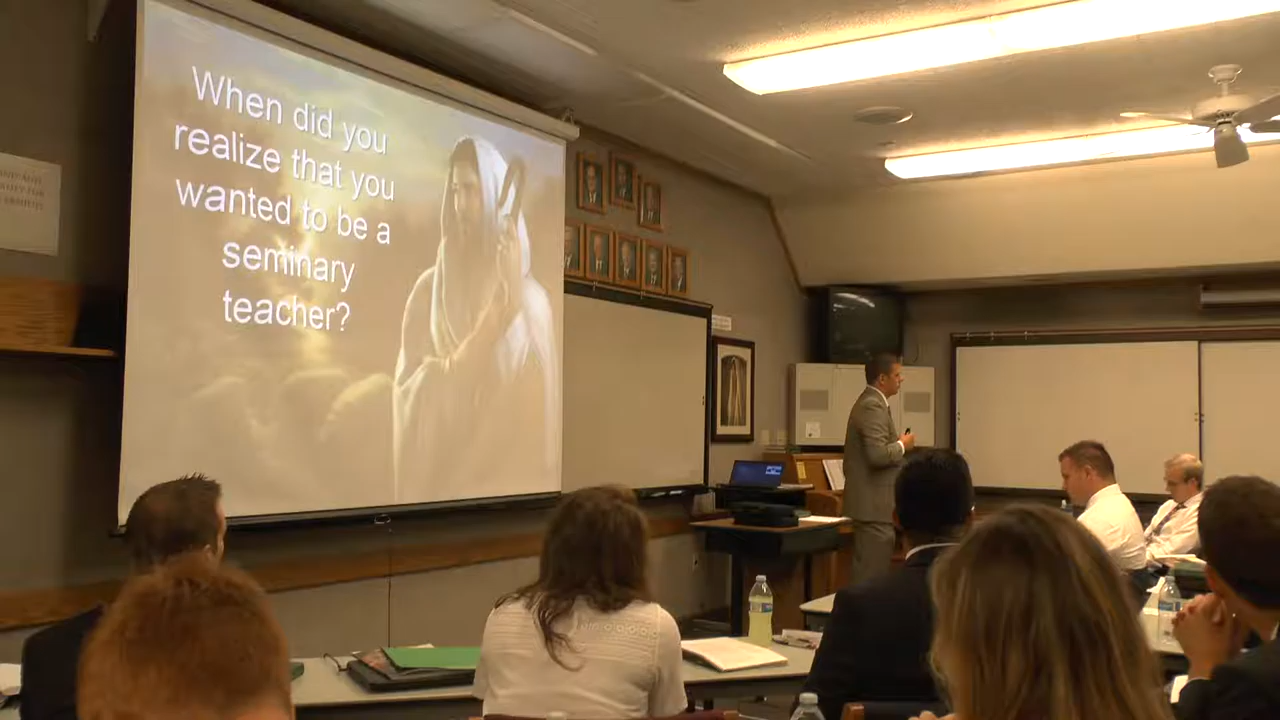 When did you
realize that you
wanted to be a
seminary
teacher?